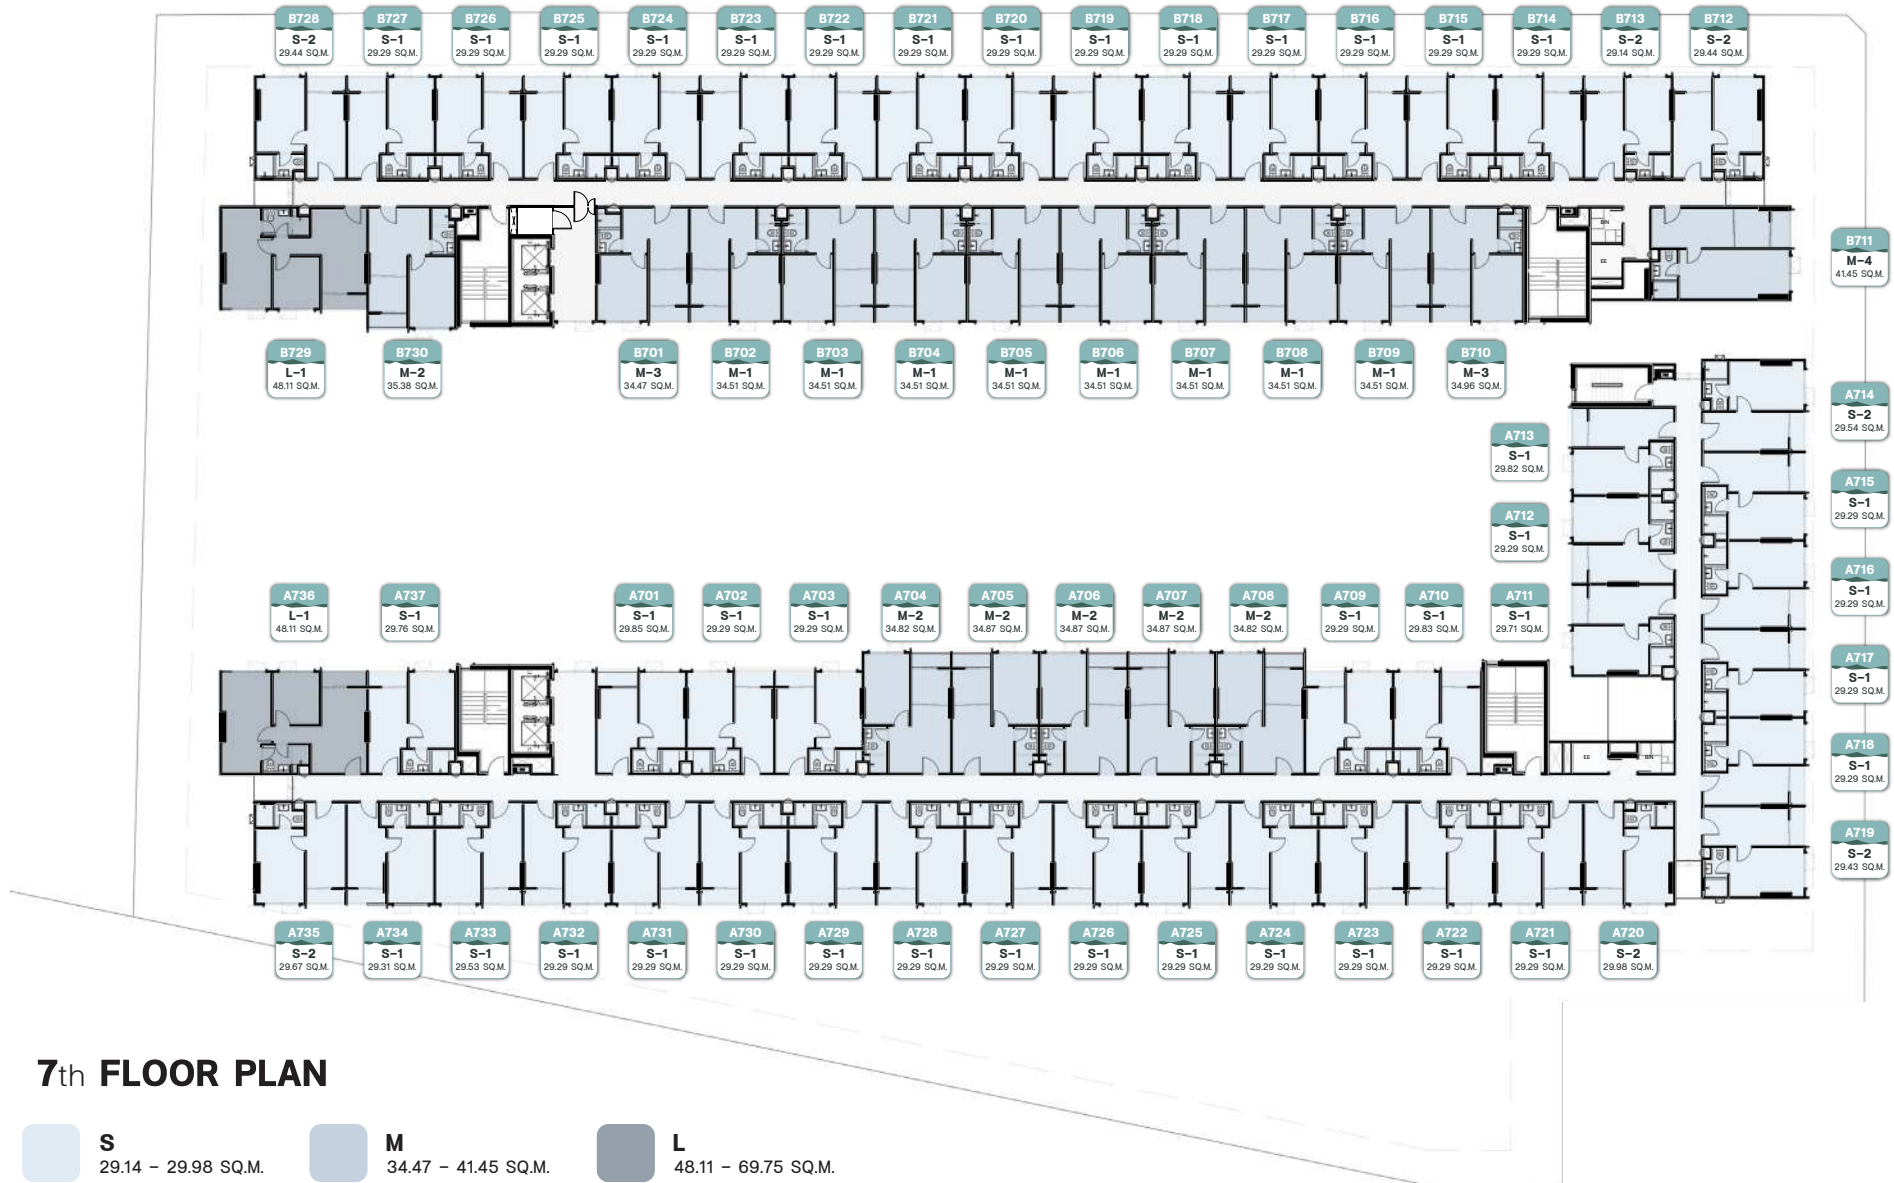 B728
S-2
29.44 SQ.M.
B727
S-1
29.29 SQ.M.
B726
S-1
29.29 SQ.M.
B725
S-1
29.29 SQ.M.
B724
S-1
29.29 SQ.M.
B723
S-1
29.29 SQ.M.
B722
S-1
29.29 SQ.M.
B721
S-1
29.29 SQ.M.
B720
S-1
29.29 SQ.M.
B719
S-1
29.29 SQ.M.
B718
S-1
29.29 SQ.M.
B717
S-1
29.29 SQ.M.
B716
S-1
29.29 SQ.M.
B715
S-1
29.29 SQ.M.
B714
S-1
29.29 SQ.M.
B713
S-2
29.14 SQ.M.
B712
S-2
29.44 SQ.M.
BIN
EE
B711
M-4
41.45 SQ.M.
B729
L-1
48.11 SQ.M.
B730
M-2
35.38 SQ.M.
B701
M-3
34.47 SQ.M.
B702
M-1
34.51 SQ.M.
B703
M-1
34.51 SQ.M.
B704
M-1
34.51 SQ.M.
B705
M-1
34.51 SQ.M.
B706
M-1
34.51 SQ.M.
B707
M-1
34.51 SQ.M.
B708
M-1
34.51 SQ.M.
B709
M-1
34.51 SQ.M.
B710
M-3
34.96 SQ.M.
A714
S-2
29.54 SQ.M.
A713
S-1
29.82 SQ.M.
A715
S-1
29.29 SQ.M.
A712
S-1
29.29 SQ.M.
A716
S-1
29.29 SQ.M.
A736
L-1
48.11 SQ.M.
A737
S-1
29.76 SQ.M.
A701
S-1
29.85 SQ.M.
A702
S-1
29.29 SQ.M.
A703
S-1
29.29 SQ.M.
A704
M-2
34.82 SQ.M.
A705
M-2
34.87 SQ.M.
A706
M-2
34.87 SQ.M.
A707
M-2
34.87 SQ.M.
A708
M-2
34.82 SQ.M.
A709
S-1
29.29 SQ.M.
A710
S-1
29.83 SQ.M.
A711
S-1
29.71 SQ.M.
A717
S-1
29.29 SQ.M.
A718
S-1
29.29 SQ.M.
EE
BIN
A719
S-2
29.43 SQ.M.
A735
S-2
29.67 SQ.M.
A734
S-1
29.31 SQ.M.
A733
S-1
29.53 SQ.M.
A732
S-1
29.29 SQ.M.
A731
S-1
29.29 SQ.M.
A730
S-1
29.29 SQ.M.
A729
S-1
29.29 SQ.M.
A728
S-1
29.29 SQ.M.
A727
S-1
29.29 SQ.M.
A726
S-1
29.29 SQ.M.
A725
S-1
29.29 SQ.M.
A724
S-1
29.29 SQ.M.
A723
S-1
29.29 SQ.M.
A722
S-1
29.29 SQ.M.
A721
S-1
29.29 SQ.M.
A720
S-2
29.98 SQ.M.
7th FLOOR PLAN
S
29.14 - 29.98 SQ.M.
M
34.47 - 41.45 SQ.M.
L
48.11 - 69.75 SQ.M.